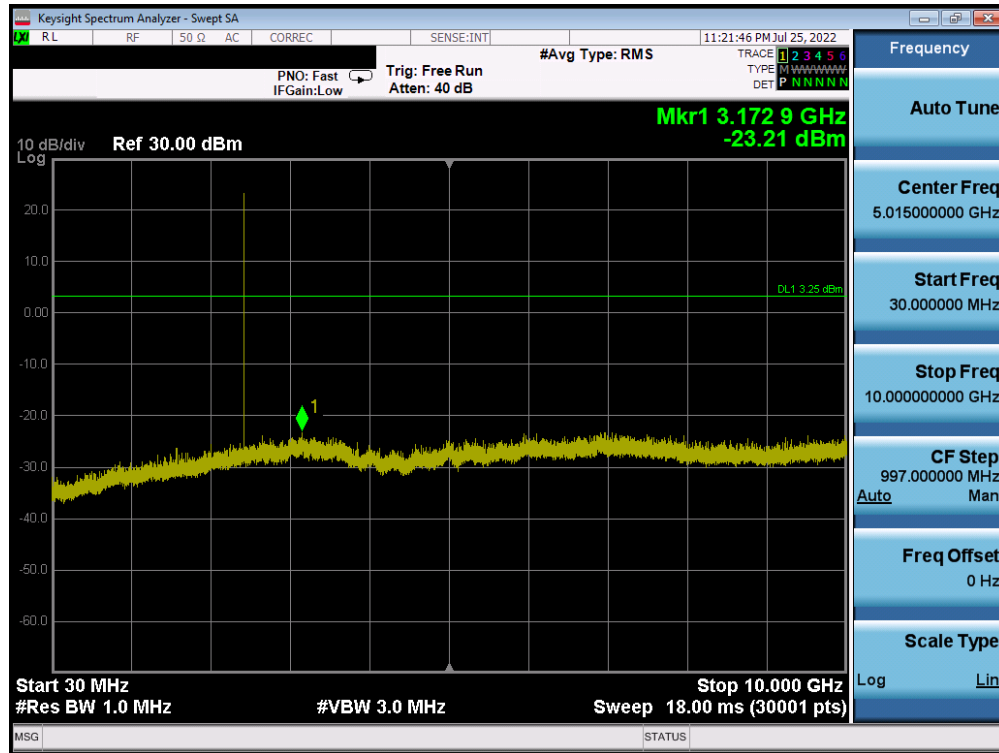 Keysight Spectrum Analyzer - Swept SA
LXI RL RF 50 Ω AC CORREC SENSE:INT 11:21:46 PM Jul 25, 2022
#Avg Type: RMS
TRACE 1 2 3 4 5 6
TYPE M WWWWW
DET P N N N N N
PNO: Fast
IFGain:Low
Trig: Free Run
Atten: 40 dB
Mkr1 3.172 9 GHz
-23.21 dBm
10 dB/div Ref 30.00 dBm
Log
20.0
10.0
DL1 3.25 dBm
0.00
-10.0
1
-20.0
-30.0
-40.0
-50.0
-60.0
Start 30 MHz Stop 10.000 GHz
#Res BW 1.0 MHz #VBW 3.0 MHz Sweep 18.00 ms (30001 pts)
MSG STATUS
Frequency
Auto Tune
Center Freq
5.015000000 GHz
Start Freq
30.000000 MHz
Stop Freq
10.000000000 GHz
CF Step
997.000000 MHz
Auto Man
Freq Offset
0 Hz
Scale Type
Log Lin